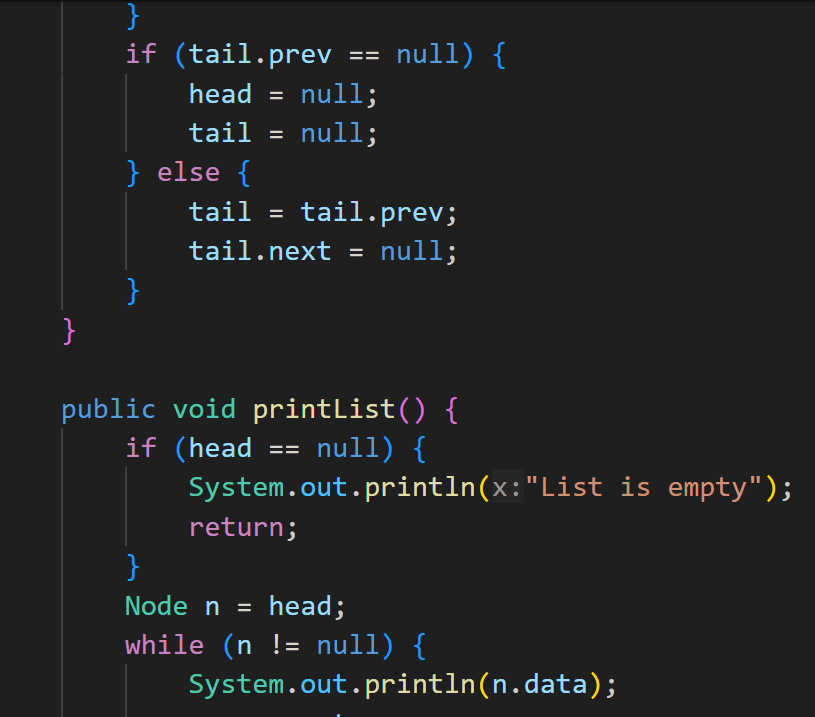 }
if (tail.prev == null) {
head = null;
tail = null;
} else {
tail = tail.prev;
tail.next = null;
}
}
public void printList() {
if (head == null) {
System.out.println(x:"List is empty");
return;
}
Node n = head;
while (n != null) {
System.out.println(n.data);